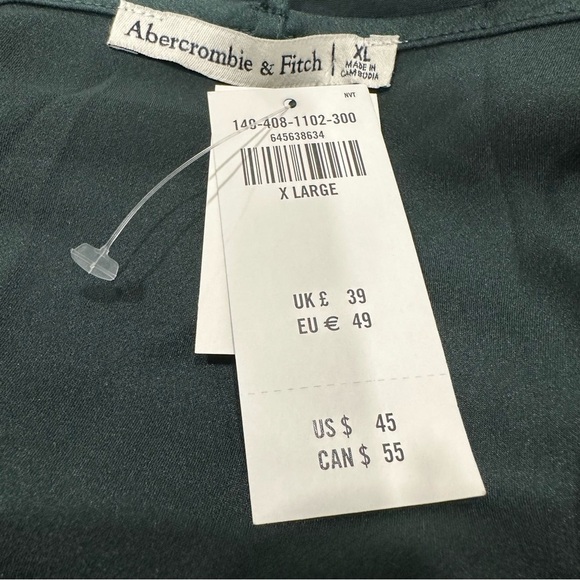 Abercrombie & Fitch | XL
MADE IN
CAMBODIA
NVT
140-408-1102-300
645638634
X LARGE
UK £ 39
EU € 49
US $ 45
CAN $ 55